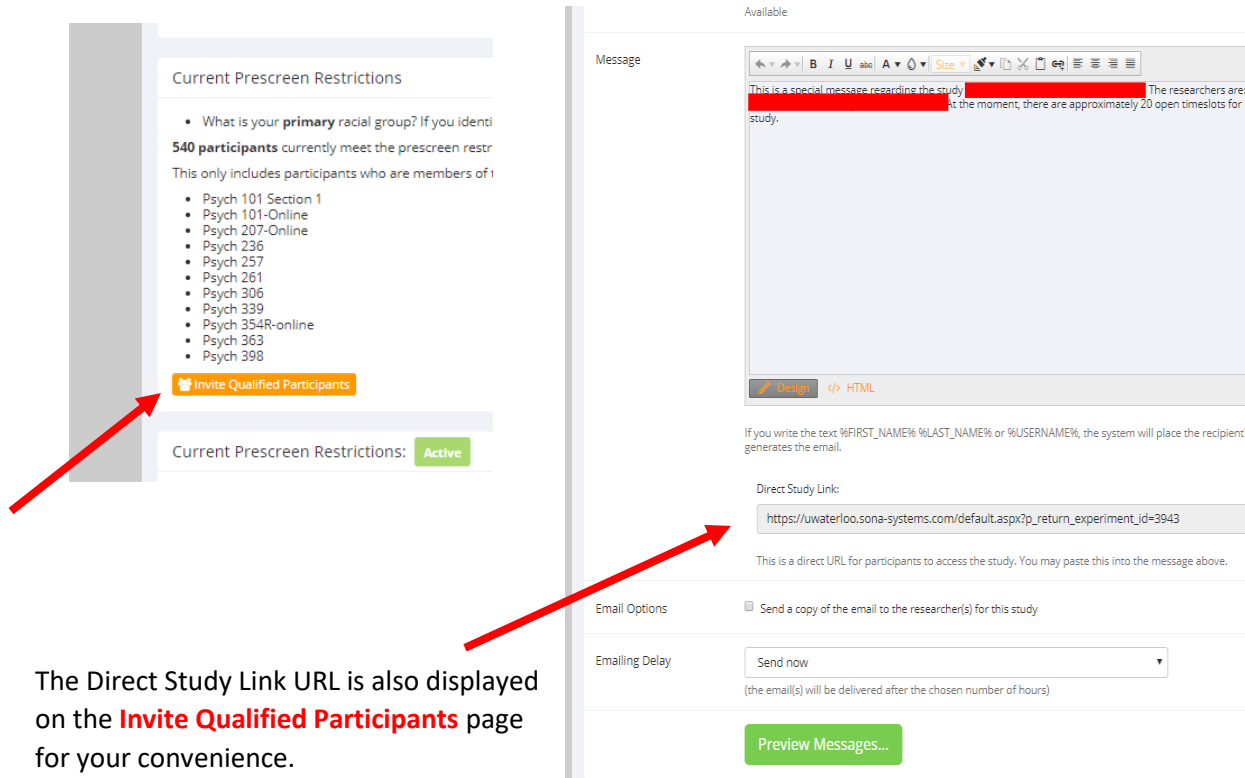 Current Prescreen Restrictions
What is your primary racial group? If you identi
540 participants currently meet the prescreen restr
This only includes participants who are members of t
Psych 101 Section 1
Psych 101-Online
Psych 207-Online
Psych 236
Psych 257
Psych 261
Psych 306
Psych 339
Psych 354R-online
Psych 363
Psych 398
Invite Qualified Participants
Current Prescreen Restrictions: Active
The Direct Study Link URL is also displayed
on the Invite Qualified Participants page
for your convenience.
Available
Message
B I U abc A Size
This is a special message regarding the study The researchers are:
At the moment, there are approximately 20 open timeslots for
study.
Design </> HTML
If you write the text %FIRST_NAME% %LAST_NAME% or %USERNAME%, the system will place the recipient'
generates the email.
Direct Study Link:
https://uwaterloo.sona-systems.com/default.aspx?p_return_experiment_id=3943
This is a direct URL for participants to access the study. You may paste this into the message above.
Email Options
Send a copy of the email to the researcher(s) for this study
Emailing Delay
Send now
(the email(s) will be delivered after the chosen number of hours)
Preview Messages...